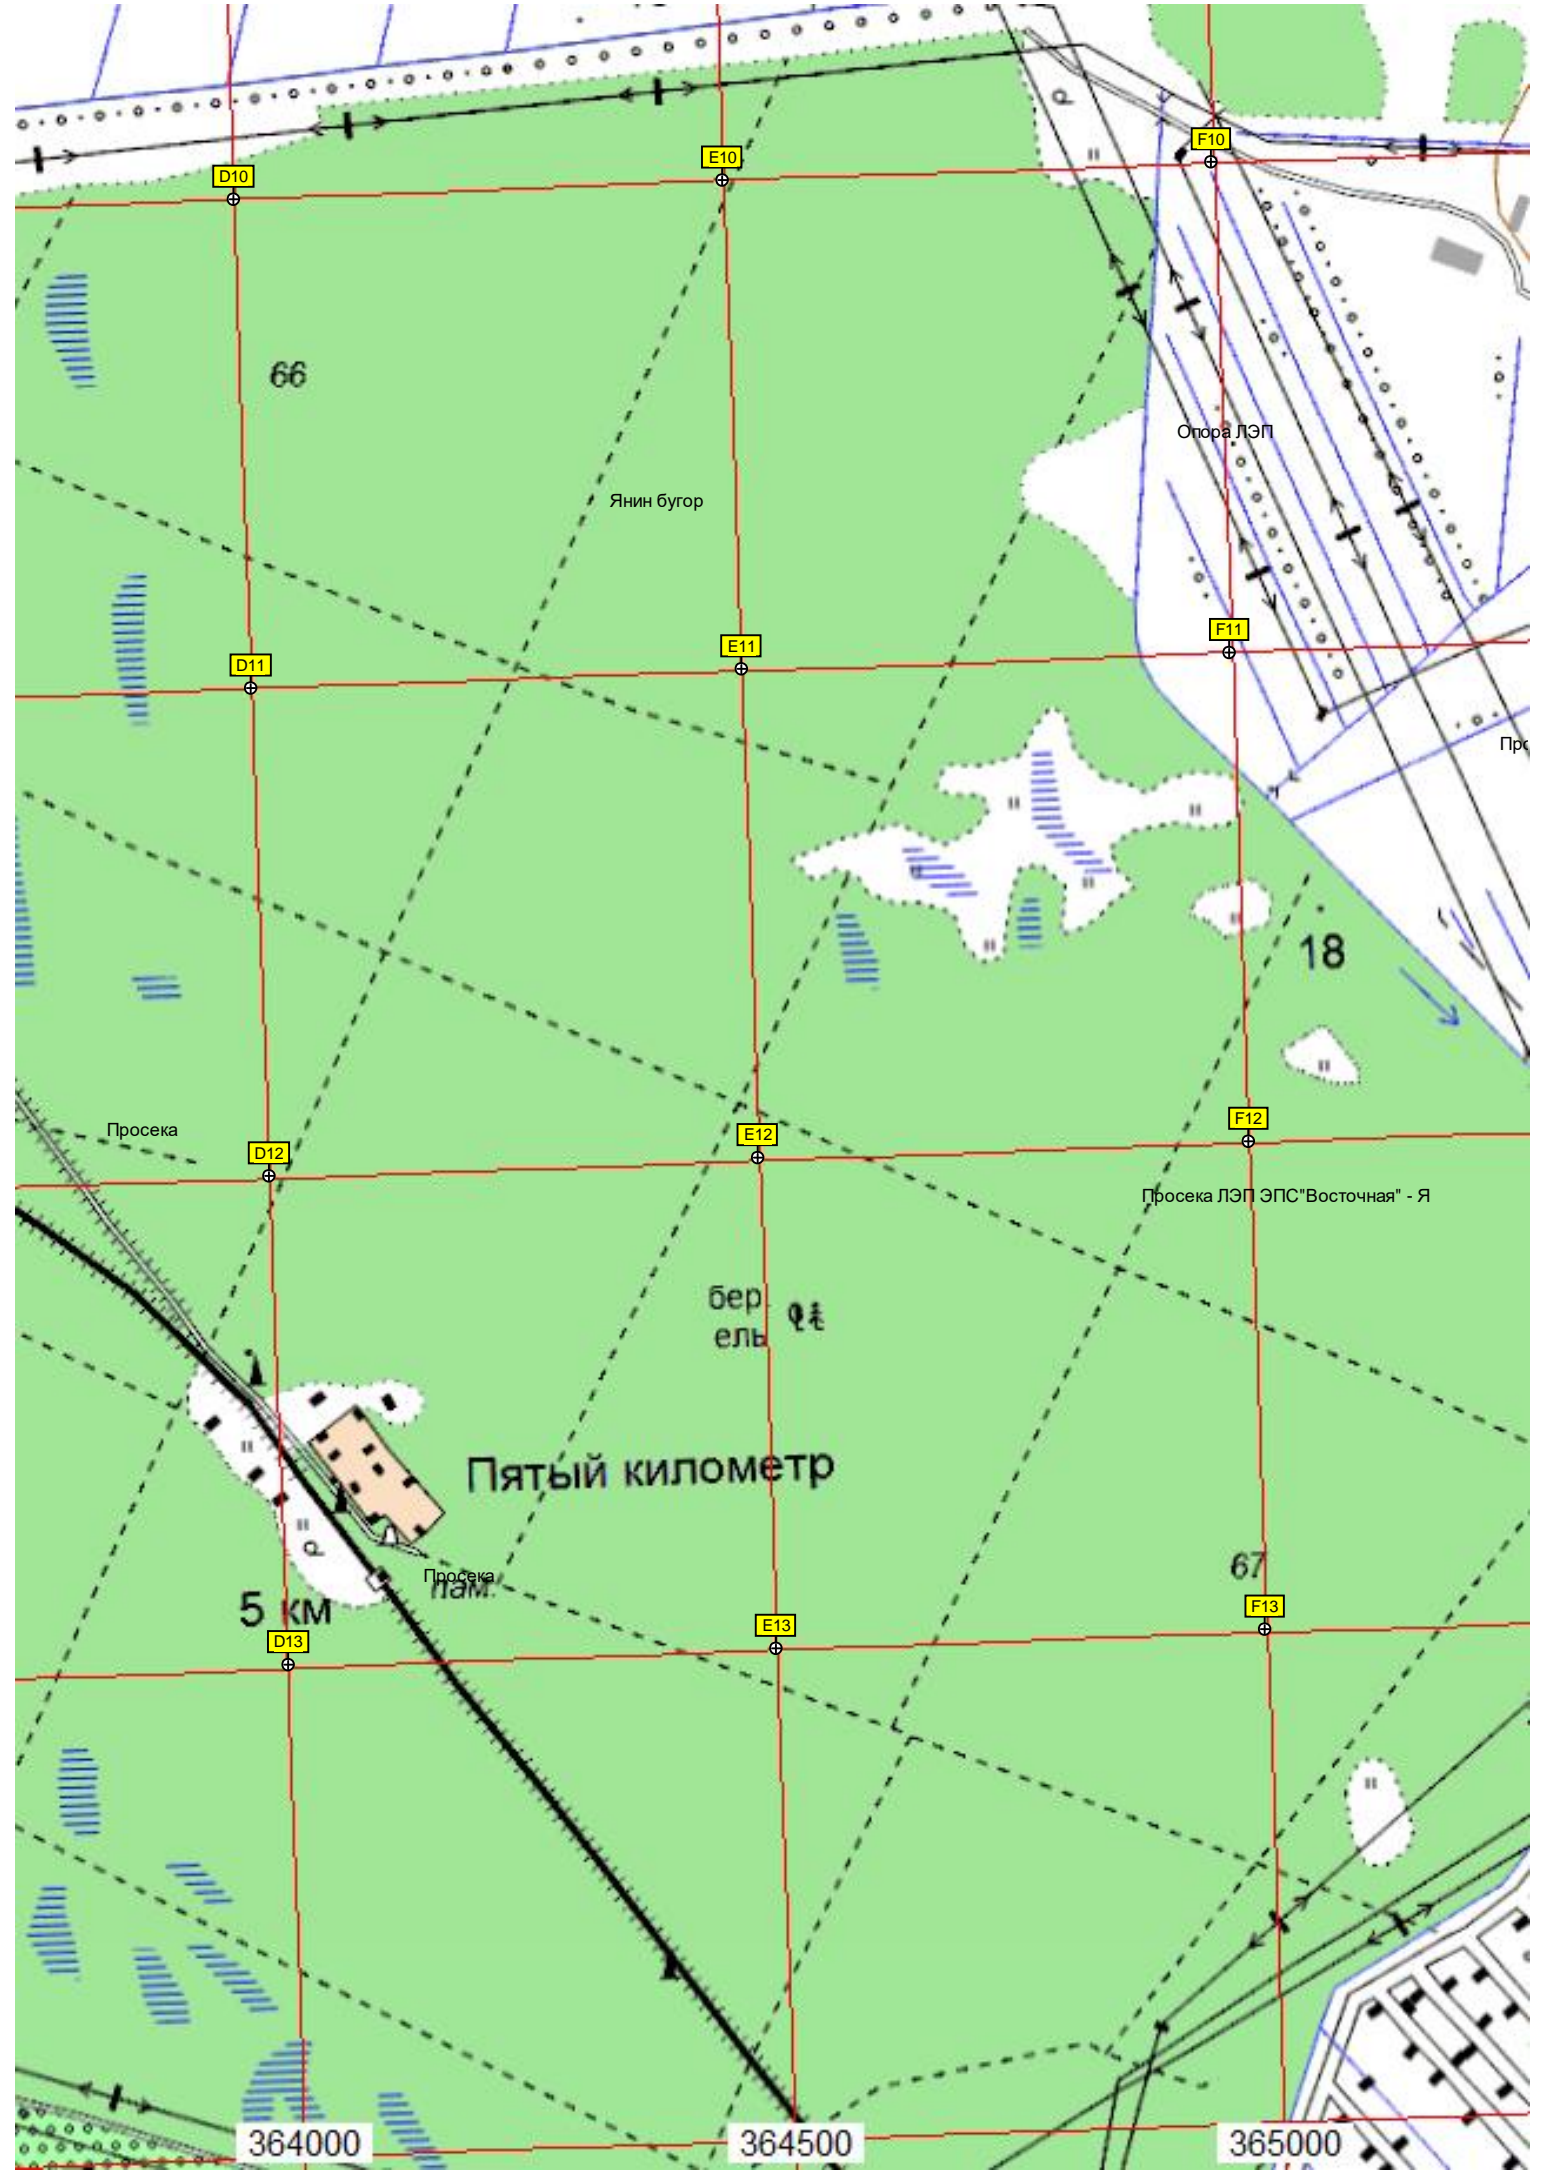 F10
E10
D10
66
Опора ЛЭП
Янин бугор
F11
E11
D11
18
F12
Просека
E12
D12
Просека ЛЭП ЭПС"Восточная" - Я
бер
ель
Пятый километр
67
Просека
пам.
5 км
F13
E13
D13
364000
364500
365000